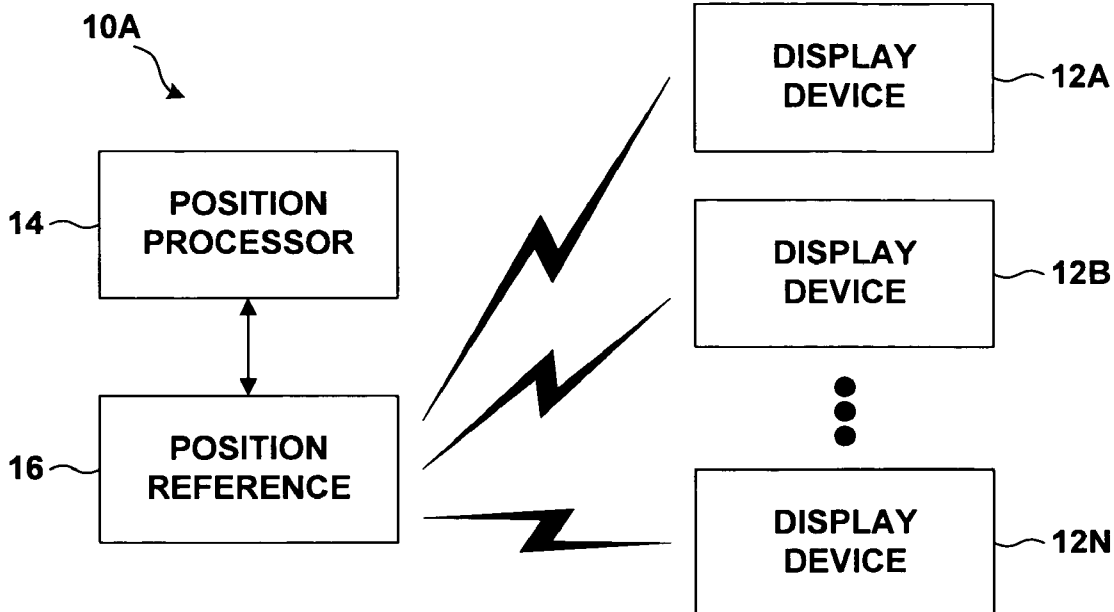 10A
DISPLAY
DEVICE
12A
POSITION
PROCESSOR
14
DISPLAY
DEVICE
12B
POSITION
REFERENCE
16
DISPLAY
DEVICE
12N